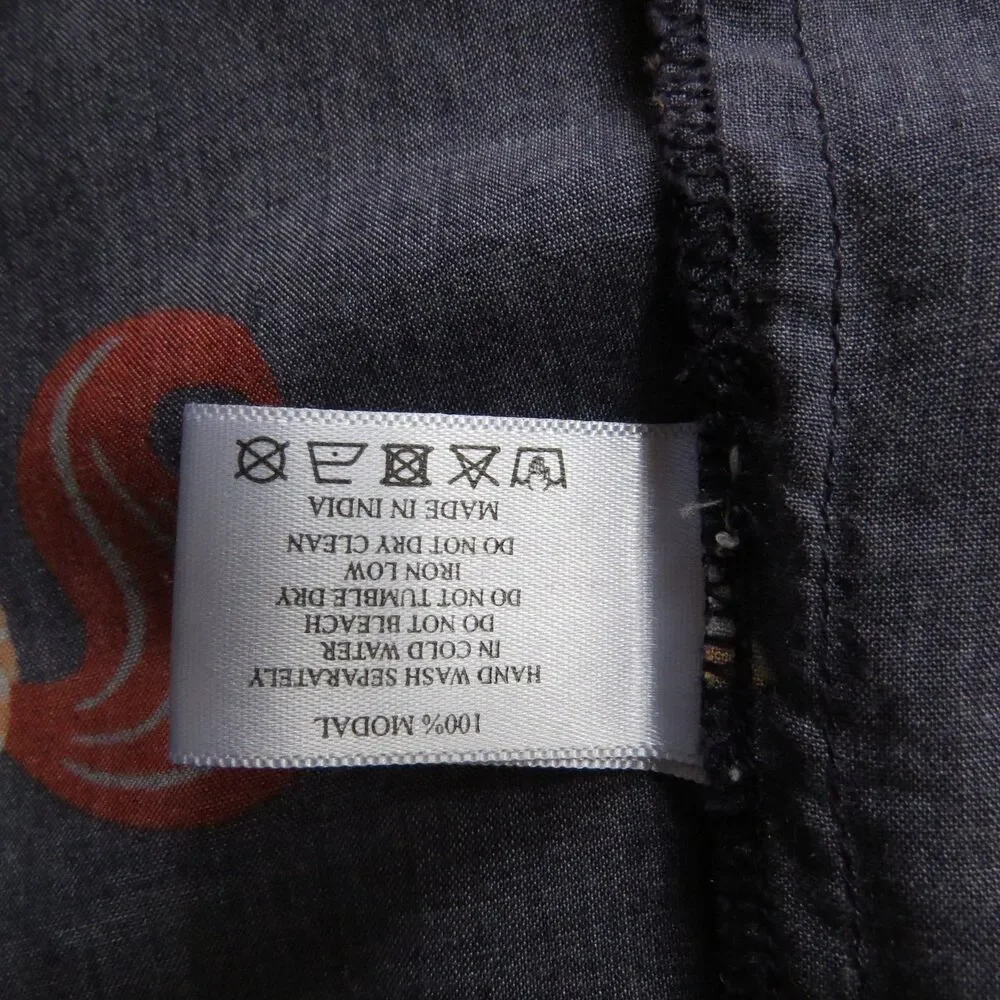 100% MODAL
HAND WASH SEPARATELY
IN COLD WATER
DO NOT BLEACH
DO NOT TUMBLE DRY
IRON LOW
DO NOT DRY CLEAN
MADE IN INDIA